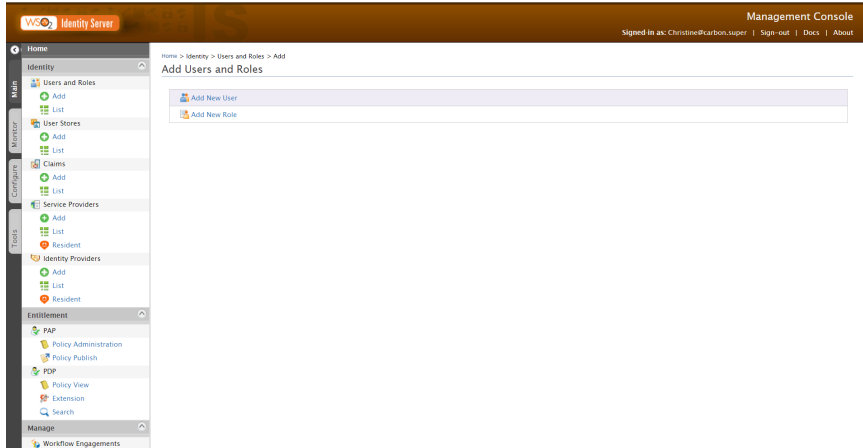 WSO2 Identity Server
Management Console
Signed-in as: Christine@carbon.super | Sign-out | Docs | About
Main
Monitor
Configure
Tools
Home
Identity
Users and Roles
Add
List
User Stores
Add
List
Claims
Add
List
Service Providers
Add
List
Resident
Identity Providers
Add
List
Resident
Entitlement
PAP
Policy Administration
Policy Publish
PDP
Policy View
Extension
Search
Manage
Workflow Engagements
Home > Identity > Users and Roles > Add
Add Users and Roles
Add New User
Add New Role